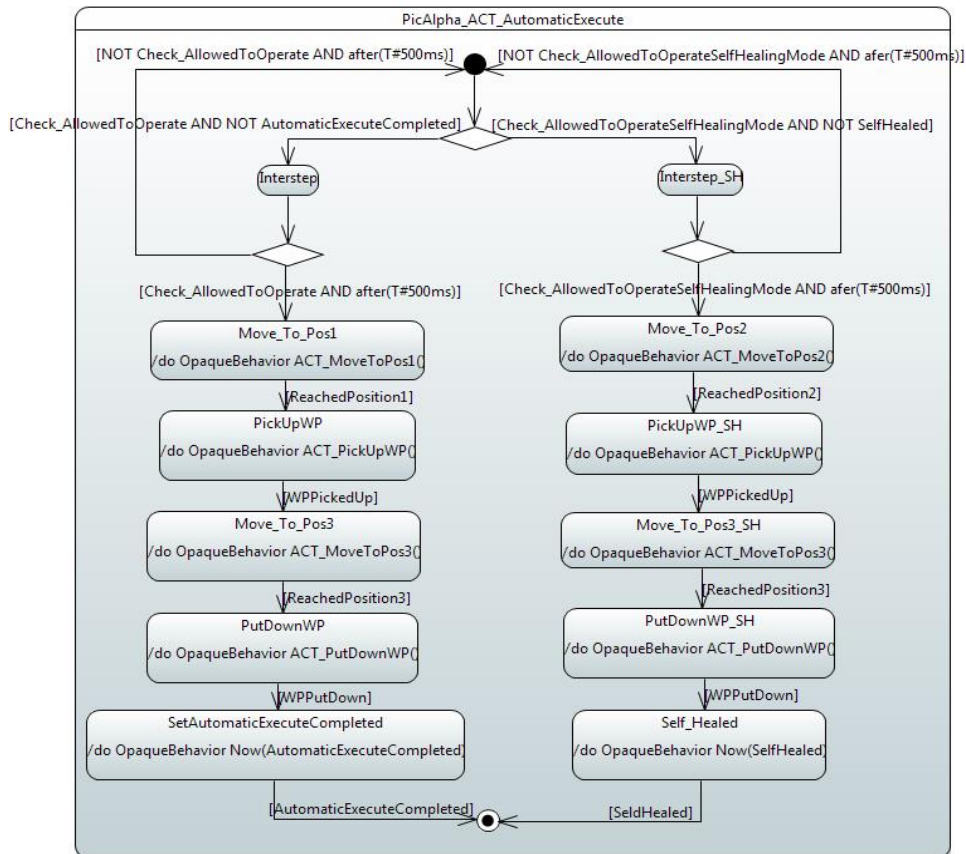 PicAlpha_ACT_AutomaticExecute
[NOT Check_AllowedToOperate AND after(T#500ms)]
[NOT Check_AllowedToOperateSelfHealingMode AND afer(T#500ms)]
[Check_AllowedToOperate AND NOT AutomaticExecuteCompleted]
[Check_AllowedToOperateSelfHealingMode AND NOT SelfHealed]
Interstep
Interstep_SH
[Check_AllowedToOperate AND after(T#500ms)]
[Check_AllowedToOperateSelfHealingMode AND afer(T#500ms)]
Move_To_Pos1
/do OpaqueBehavior ACT_MoveToPos1()
Move_To_Pos2
/do OpaqueBehavior ACT_MoveToPos2()
[ReachedPosition1]
[ReachedPosition2]
PickUpWP
/do OpaqueBehavior ACT_PickUpWP()
PickUpWP_SH
/do OpaqueBehavior ACT_PickUpWP()
[WPPickedUp]
[WPPickedUp]
Move_To_Pos3
/do OpaqueBehavior ACT_MoveToPos3()
Move_To_Pos3_SH
/do OpaqueBehavior ACT_MoveToPos3()
[ReachedPosition3]
[ReachedPosition3]
PutDownWP
/do OpaqueBehavior ACT_PutDownWP()
PutDownWP_SH
/do OpaqueBehavior ACT_PutDownWP()
[WPPutDown]
[WPPutDown]
SetAutomaticExecuteCompleted
/do OpaqueBehavior Now(AutomaticExecuteCompleted)
Self_Healed
/do OpaqueBehavior Now(SelfHealed)
[AutomaticExecuteCompleted]
[SeldHealed]